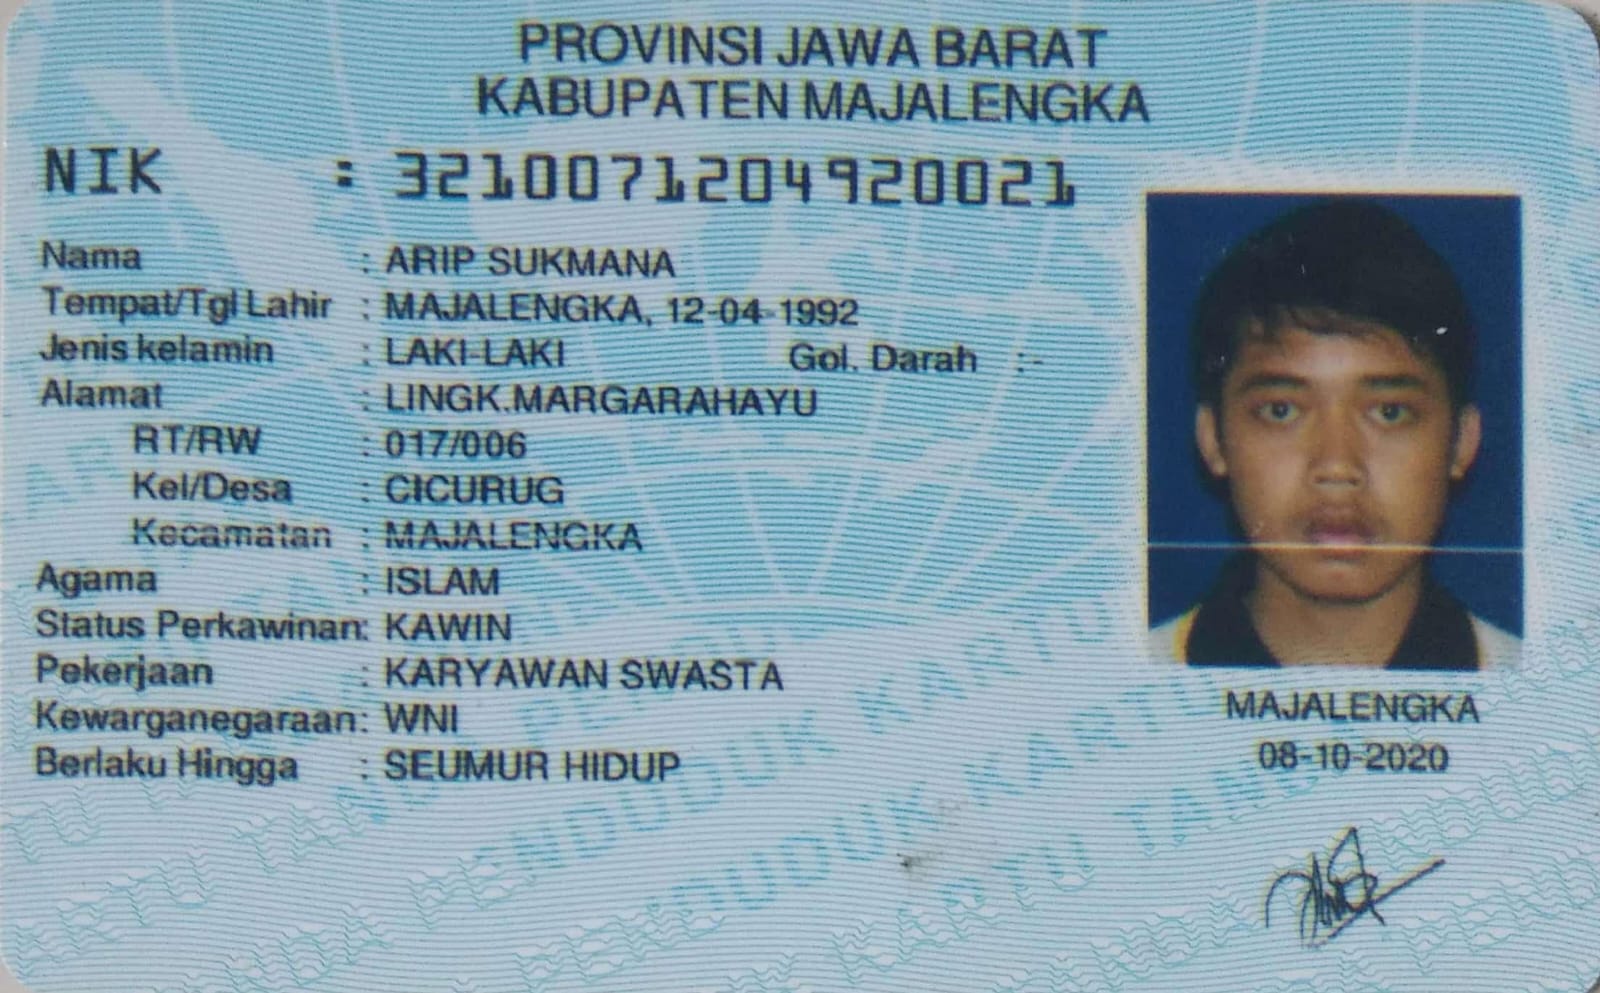 PROVINSI JAWA BARAT
KABUPATEN MAJALENGKA
NIK : 3210071204920021
Nama : ARIP SUKMANA
Tempat/Tgl Lahir : MAJALENGKA, 12-04-1992
Jenis kelamin : LAKI-LAKI Gol. Darah :-
Alamat : LINGK.MARGARAHAYU
RT/RW : 017/006
Kel/Desa : CICURUG
Kecamatan : MAJALENGKA
Agama : ISLAM
Status Perkawinan: KAWIN
Pekerjaan : KARYAWAN SWASTA
Kewarganegaraan: WNI
Berlaku Hingga : SEUMUR HIDUP
MAJALENGKA
08-10-2020